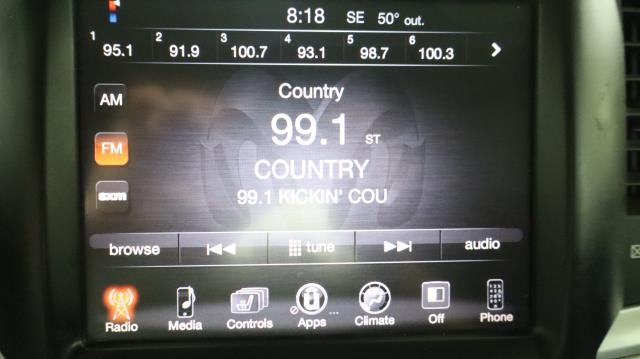 8:18 SE 50° out.
1 95.1 2 91.9 3 100.7 4 93.1 5 98.7 6 100.3
Country
AM
99.1 ST
FM
COUNTRY
sxm
99.1 KICKIN' COU
browse tune audio
Radio Media Controls Apps ... Climate Off Phone